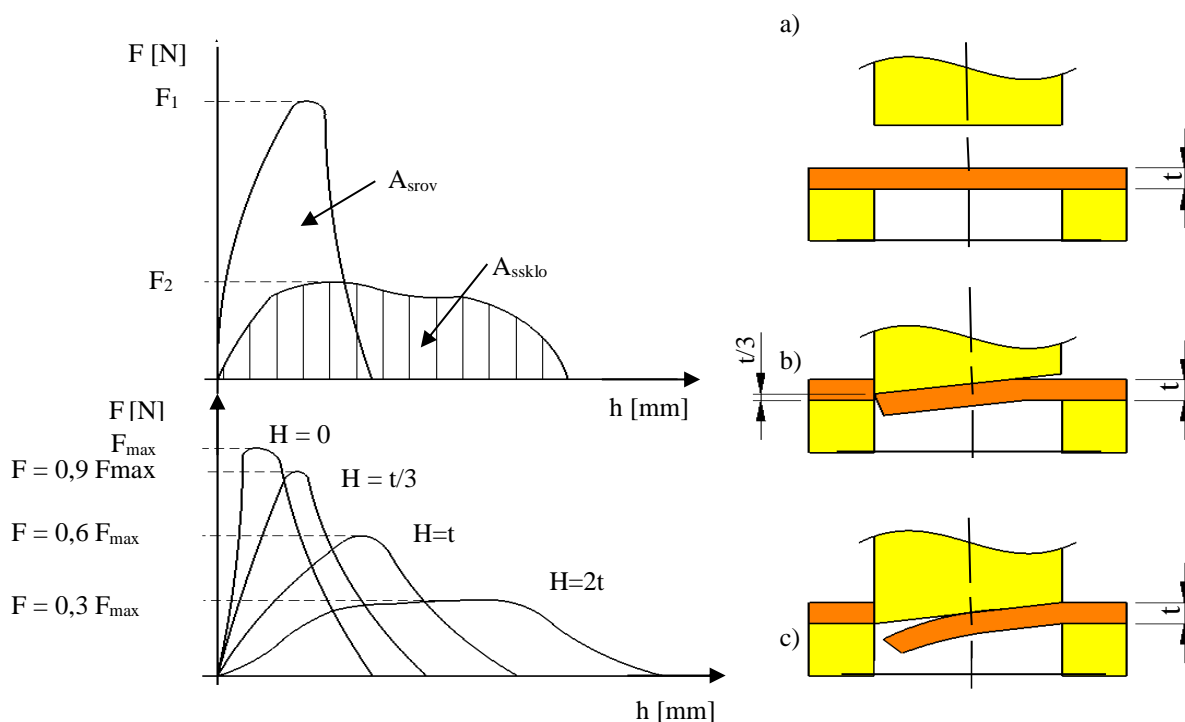 F [N]
F₁
Aₛᵣₒᵥ
F₂
Aₛₛₖₗₒ
h [mm]
F [N]
Fₘₐₓ
H = 0
F = 0,9 Fmax
H = t/3
F = 0,6 Fₘₐₓ
H=t
F = 0,3 Fₘₐₓ
H=2t
h [mm]
a)
t
b)
t/3
t
c)
t